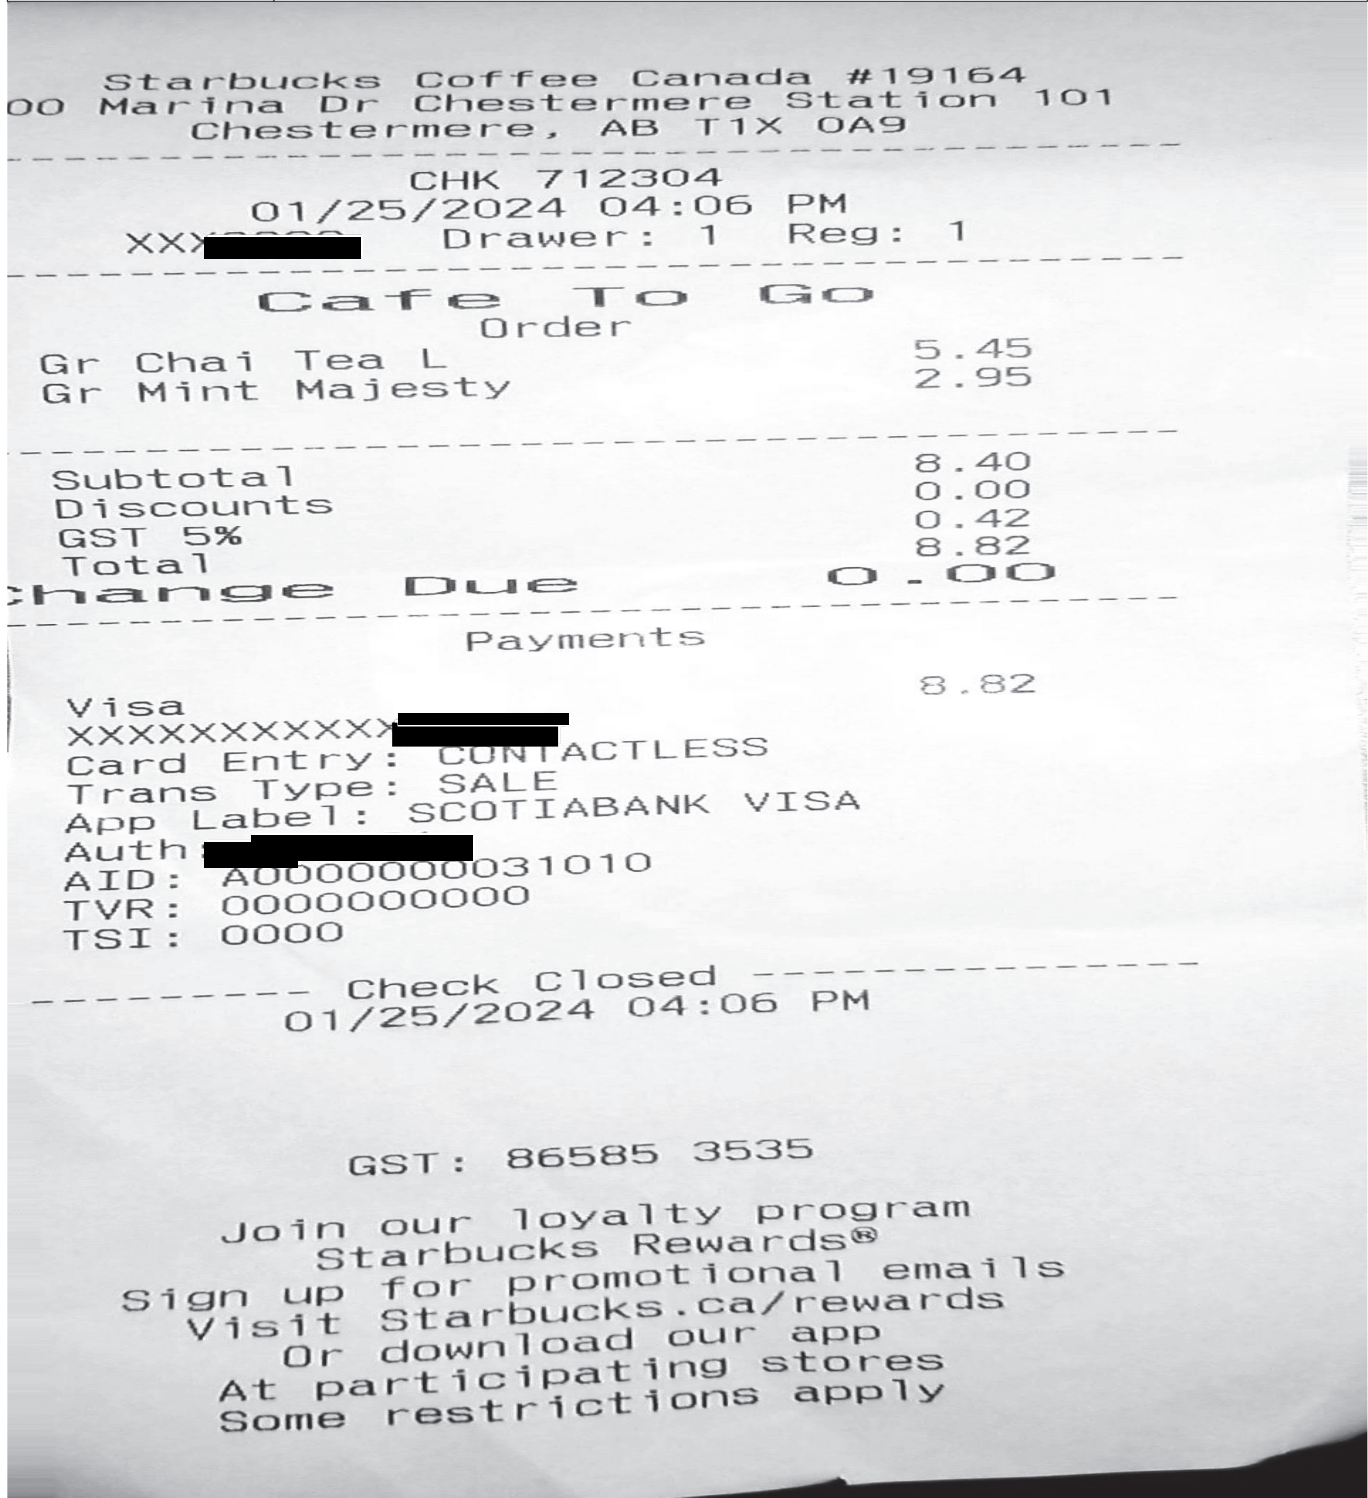 Starbucks Coffee Canada #19164
00 Marina Dr Chestermere Station 101
Chestermere, AB T1X 0A9
CHK 712304
01/25/2024 04:06 PM
XXX Drawer: 1 Reg: 1
Cafe To Go
Order
Gr Chai Tea L 5.45
Gr Mint Majesty 2.95
Subtotal 8.40
Discounts 0.00
GST 5% 0.42
Total 8.82
Change Due 0.00
Payments
Visa 8.82
XXXXXXXXXXX
Card Entry: CONTACTLESS
Trans Type: SALE
App Label: SCOTIABANK VISA
Auth:
AID: A0000000031010
TVR: 0000000000
TSI: 0000
---------- Check Closed ----------------
01/25/2024 04:06 PM
GST: 86585 3535
Join our loyalty program
Starbucks Rewards®
Sign up for promotional emails
Visit Starbucks.ca/rewards
Or download our app
At participating stores
Some restrictions apply